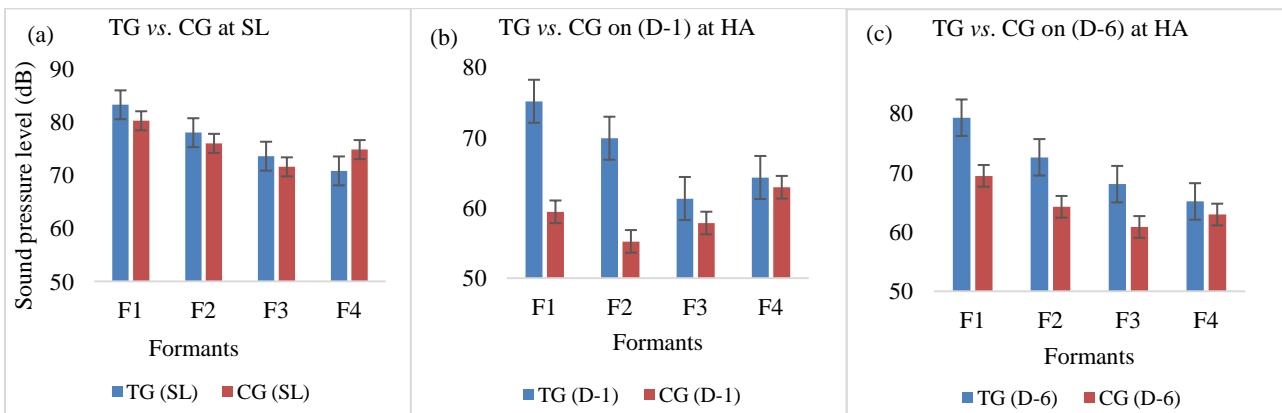 (a)
TG vs. CG at SL
Sound pressure level (dB)
90
80
70
60
50
F1 F2 F3 F4
Formants
TG (SL) CG (SL)
(b)
TG vs. CG on (D-1) at HA
80
70
60
50
F1 F2 F3 F4
Formants
TG (D-1) CG (D-1)
(c)
TG vs. CG on (D-6) at HA
80
70
60
50
F1 F2 F3 F4
Formants
TG (D-6) CG (D-6)